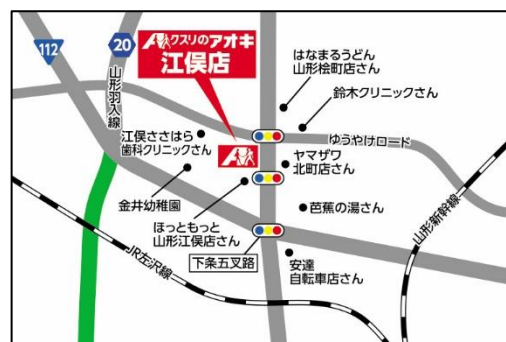 112
20
山形羽入線
クスリのアオキ
江俣店
はなまるうどん
山形桧町店さん
鈴木クリニックさん
ゆうやけロード
江俣ささはら
歯科クリニックさん
ヤマザワ
北町店さん
金井幼稚園
ほっともっと
山形江俣店さん
芭蕉の湯さん
下条五叉路
安達
自転車店さん
JR左沢線
山形新幹線